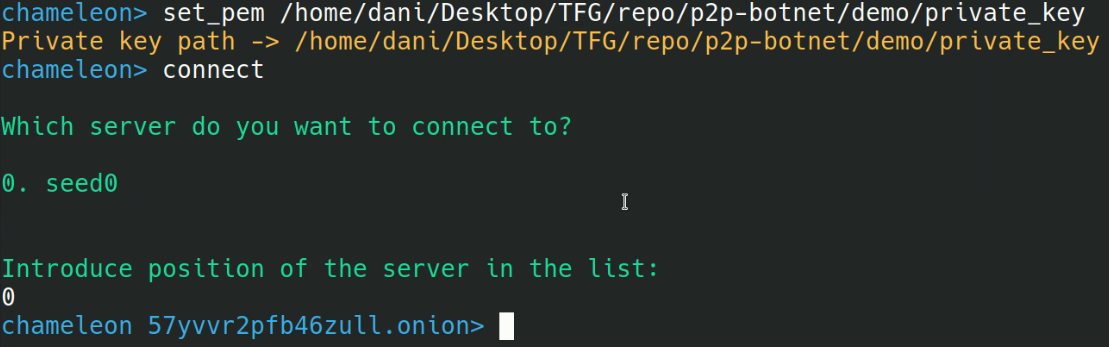 chameleon> set_pem /home/dani/Desktop/TFG/repo/p2p-botnet/demo/private_key
Private key path -> /home/dani/Desktop/TFG/repo/p2p-botnet/demo/private_key
chameleon> connect
Which server do you want to connect to?
0. seed0
Introduce position of the server in the list:
0
chameleon 57yvvr2pfb46zull.onion>